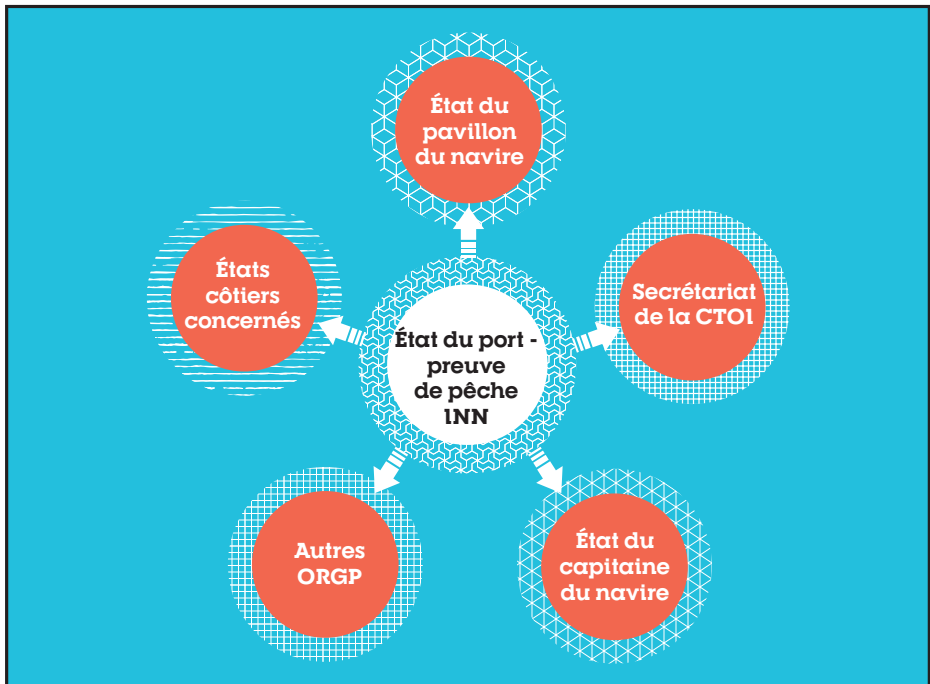 État du
pavillon
du navire
États
côtiers
concernés
Secrétariat
de la CTOI
État du port -
preuve
de pêche
INN
Autres
ORGP
État du
capitaine
du navire